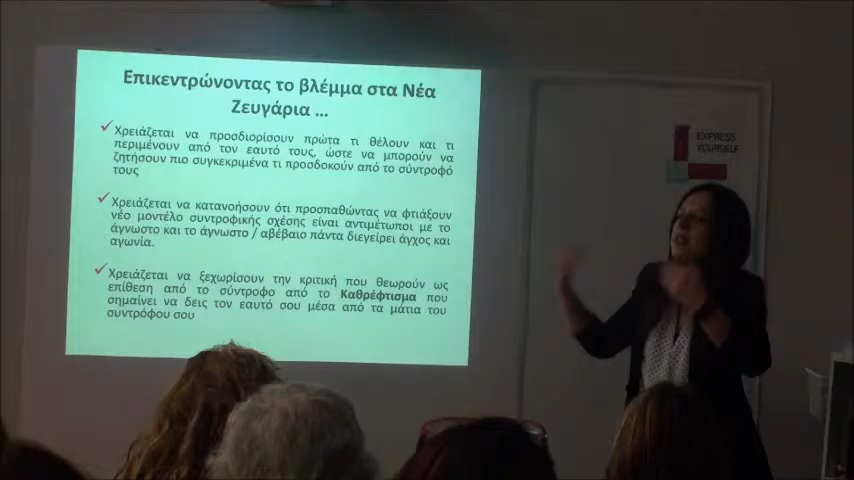 Επικεντρώνοντας το βλέμμα στα Νέα
Ζευγάρια ...
Χρειάζεται να προσδιορίσουν πρώτα τι θέλουν και τι
περιμένουν από τον εαυτό τους, ώστε να μπορούν να
ζητήσουν πιο συγκεκριμένα τι προσδοκούν από το σύντροφό
τους
Χρειάζεται να κατανοήσουν ότι προσπαθώντας να φτιάξουν
νέο μοντέλο συντροφικής σχέσης είναι αντιμέτωποι με το
άγνωστο και το άγνωστο / αβέβαιο πάντα διεγείρει άγχος και
αγωνία.
Χρειάζεται να ξεχωρίσουν την κριτική που θεωρούν ως
επίθεση από το σύντροφο από το Καθρέφτισμα που
σημαίνει να δεις τον εαυτό σου μέσα από τα μάτια του
συντρόφου σου
EXPRESS
YOURSELF